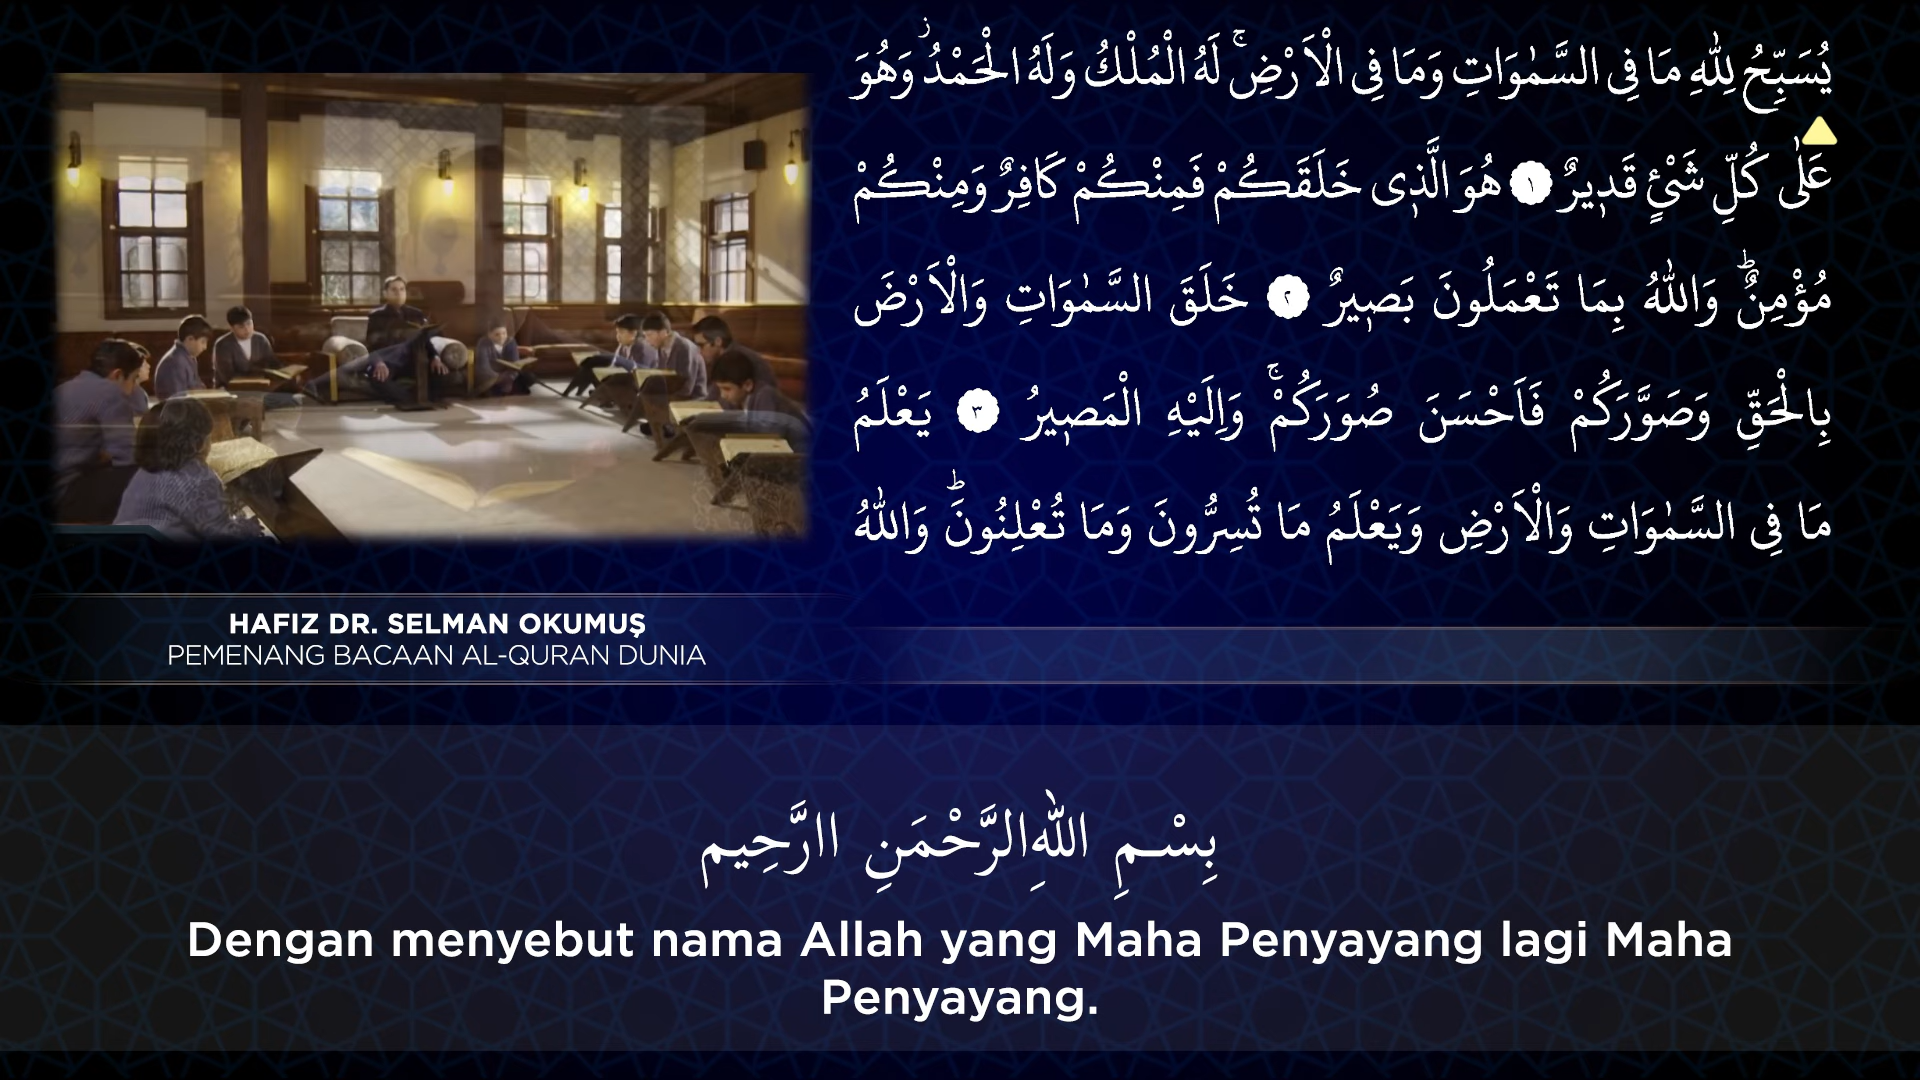 يُسَبِّحُ لِلّٰهِ مَا فِى السَّمٰوَاتِ وَمَا فِى الْاَرْضِۚ لَهُ الْمُلْكُ وَلَهُ الْحَمْدُۘ وَهُوَ
عَلٰى كُلِّ شَيْئٍ قَد۪يرٌ ١ هُوَ الَّذ۪ى خَلَقَكُمْ فَمِنْكُمْ كَافِرٌ وَمِنْكُمْ
مُؤْمِنٌۜ وَاللّٰهُ بِمَا تَعْمَلُونَ بَص۪يرٌ ٢ خَلَقَ السَّمٰوَاتِ وَالْاَرْضَ
بِالْحَقِّ وَصَوَّرَكُمْ فَاَحْسَنَ صُوَرَكُمْۚ وَاِلَيْهِ الْمَص۪يرُ ٣ يَعْلَمُ
مَا فِى السَّمٰوَاتِ وَالْاَرْضِ وَيَعْلَمُ مَا تُسِرُّونَ وَمَا تُعْلِنُونَۜ وَاللّٰهُ
HAFIZ DR. SELMAN OKUMUŞ
PEMENANG BACAAN AL-QURAN DUNIA
بِسْـمِ اللّٰهِالرَّحْمَنِ اارَّحِيم
Dengan menyebut nama Allah yang Maha Penyayang lagi Maha
Penyayang.